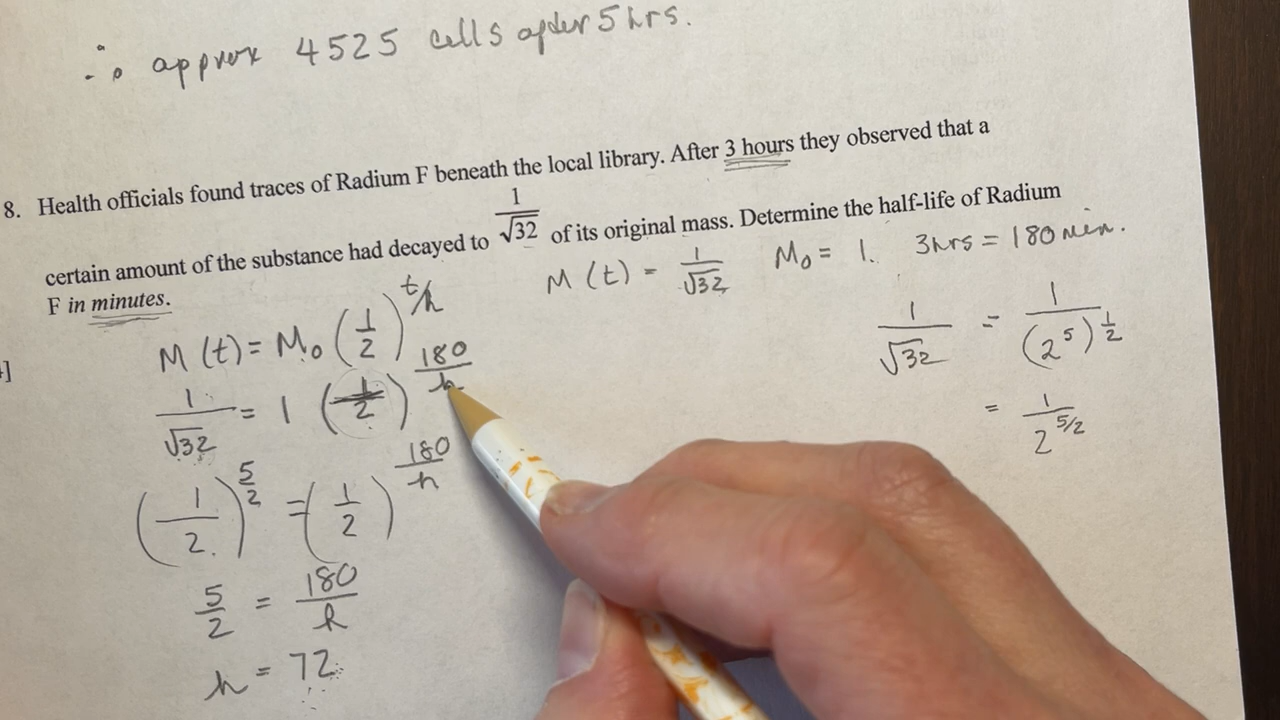 ∴ approx 4525 cells after 5 hrs.
8. Health officials found traces of Radium F beneath the local library. After 3 hours they observed that a
certain amount of the substance had decayed to 1/√32 of its original mass. Determine the half-life of Radium
F in minutes.
M(t) = 1/√32 M₀ = 1. 3hrs = 180 min.
M(t) = M₀ (1/2)^(t/h)
1/√32 = 1 (1/2)^(180/h)
(1/2)^(5/2) = (1/2)^(180/h)
5/2 = 180/h
h = 72
1/√32 = 1/(2^5)^(1/2)
= 1/2^(5/2)